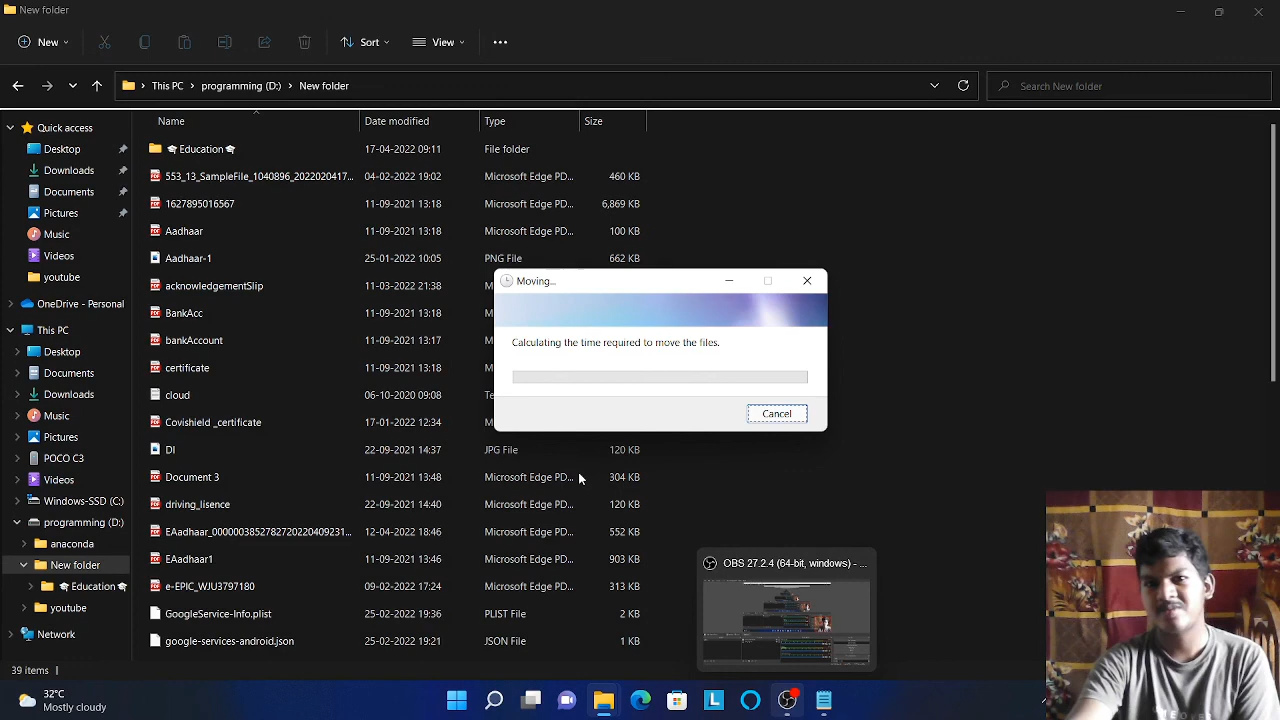 New folder
New
Sort
View
This PC
programming (D:)
New folder
Search New folder
Name
Date modified
Type
Size
Quick access
Desktop
Downloads
Documents
Pictures
Music
Videos
youtube
OneDrive - Personal
This PC
Desktop
Documents
Downloads
Music
Pictures
POCO C3
Videos
Windows-SSD (C:)
programming (D:)
anaconda
Education
Education 17-04-2022 09:11 File folder
553_13_SampleFile_1040896_2022020417... 04-02-2022 19:02 Microsoft Edge PD... 460 KB
1627895016567 11-09-2021 13:18 Microsoft Edge PD... 6,869 KB
Aadhaar 11-09-2021 13:18 Microsoft Edge PD... 100 KB
Aadhaar-1 25-01-2022 10:05 PNG File 662 KB
acknowledgementSlip 11-09-2021 21:38
BankAcc 11-09-2021 13:18
bankAccount 11-09-2021 13:17
certificate 11-09-2021 13:18
cloud 06-10-2020 09:08
Covishield _certificate 17-01-2022 12:34
DI 22-09-2021 14:37 JPG File 120 KB
Document 3 11-09-2021 13:48 Microsoft Edge PD... 304 KB
driving_lisence 22-09-2021 14:40 Microsoft Edge PD... 120 KB
EAadhaar_0000003852782720220409231... 12-04-2022 18:46 Microsoft Edge PD... 552 KB
EAadhaar1 11-09-2021 13:46 Microsoft Edge PD... 903 KB
e-EPIC_WJU3797180 09-02-2022 17:24 Microsoft Edge PD... 313 KB
GoogleService-Info.plist 25-02-2022 19:36 PLIST File 2 KB
google-services-android.json 25-02-2022 19:21 1 KB
Moving...
Calculating the time required to move the files.
Cancel
OBS 27.2.4 (64-bit, windows) - ...
39 items
32°C
Mostly cloudy